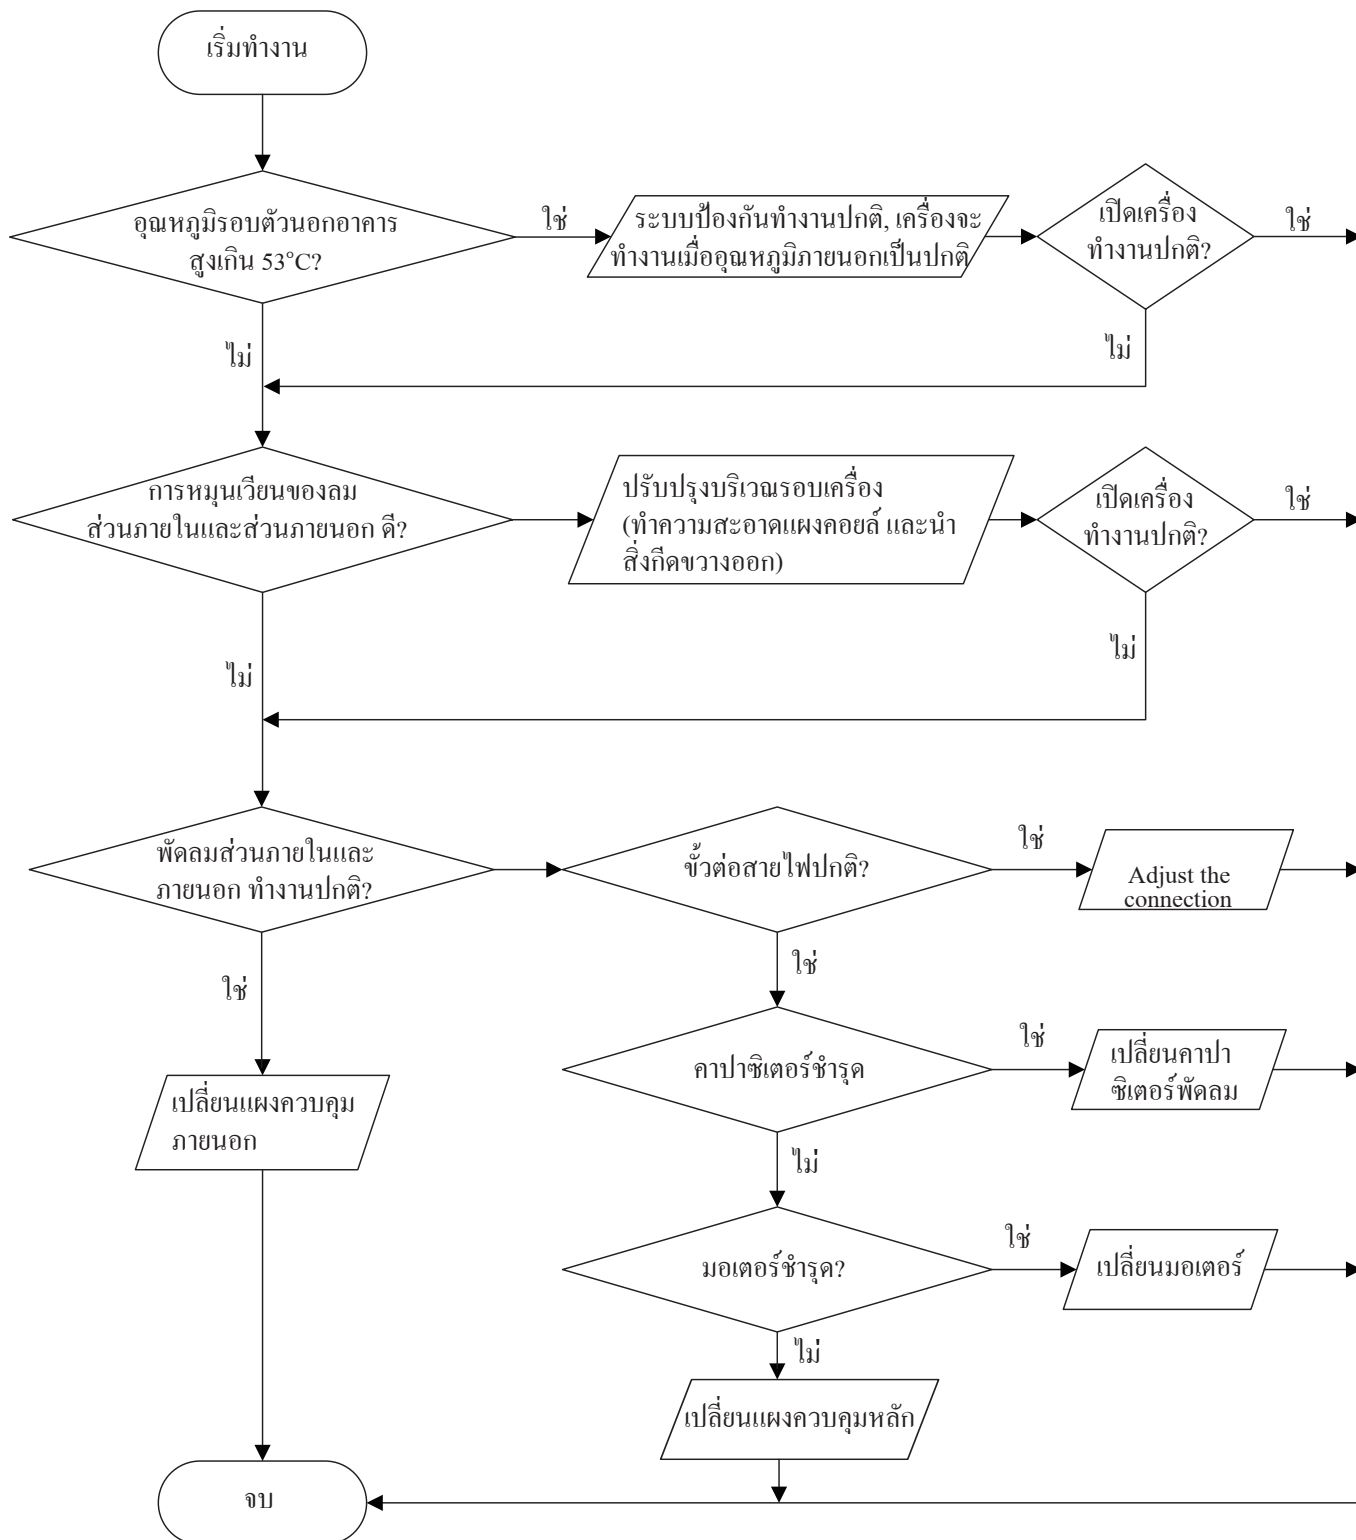 เริ่มทำงาน
อุณหภูมิรอบตัวนอกอาคาร
สูงเกิน 53°C?
ใช่
ระบบป้องกันทำงานปกติ, เครื่องจะ
ทำงานเมื่ออุณหภูมิภายนอกเป็นปกติ
เปิดเครื่อง
ทำงานปกติ?
ใช่
ไม่
ไม่
การหมุนเวียนของลม
ส่วนภายในและส่วนภายนอก ดี?
ปรับปรุงบริเวณรอบเครื่อง
(ทำความสะอาดแผงคอยล์ และนำ
สิ่งกีดขวางออก)
เปิดเครื่อง
ทำงานปกติ?
ใช่
ไม่
ไม่
พัดลมส่วนภายในและ
ภายนอก ทำงานปกติ?
ขั้วต่อสายไฟปกติ?
ใช่
Adjust the
connection
ใช่
ใช่
คาปาซิเตอร์ชำรุด
ใช่
เปลี่ยนคาปา
ซิเตอร์พัดลม
เปลี่ยนแผงควบคุม
ภายนอก
ไม่
มอเตอร์ชำรุด?
ใช่
เปลี่ยนมอเตอร์
ไม่
เปลี่ยนแผงควบคุมหลัก
จบ